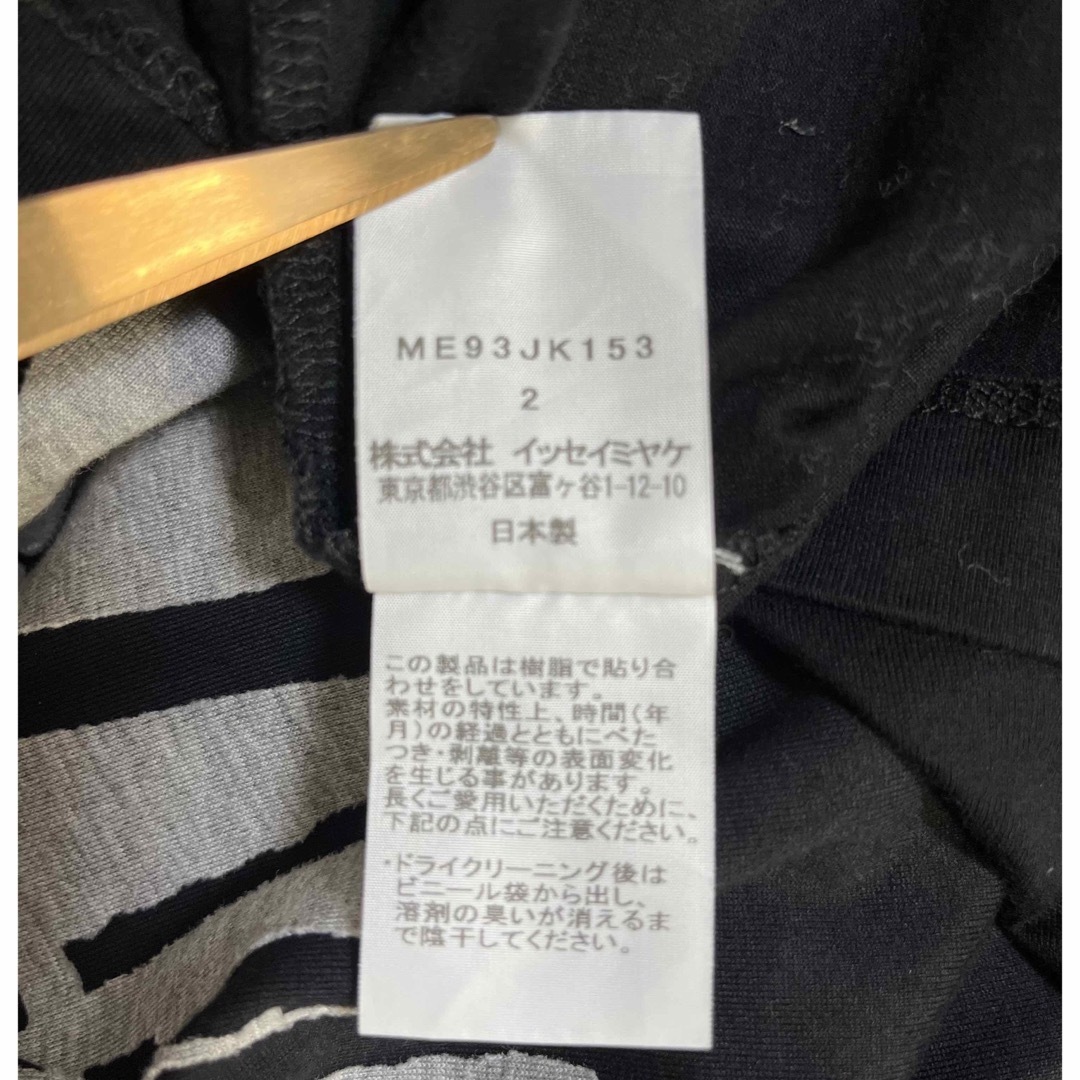 ME93JK153
2
株式会社 イッセイミヤケ
東京都渋谷区富ヶ谷1-12-10
日本製
この製品は樹脂で貼り合
わせをしています。
素材の特性上、時間(年
月)の経過とともにべた
つき・剥離等の表面変化
を生じる事があります。
長くご愛用いただくために、
下記の点にご注意ください。
・ドライクリーニング後は
ビニール袋から出し、
溶剤の臭いが消えるま
で陰干してください。